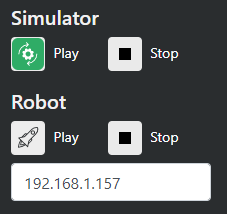 Simulator
Play Stop
Robot
Play Stop
192.168.1.157